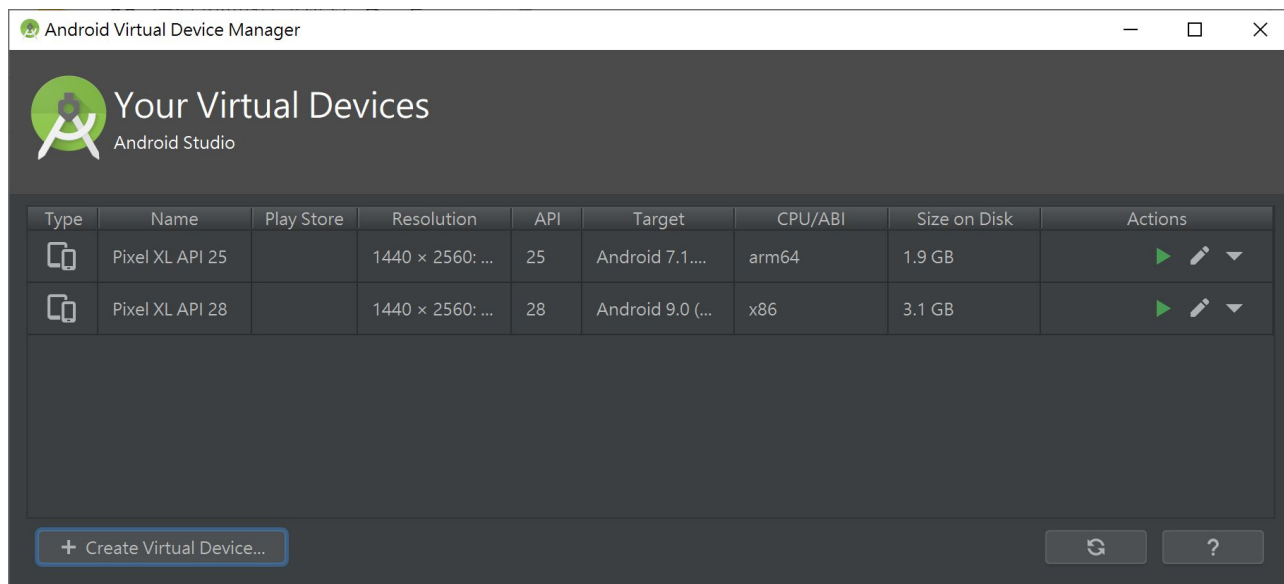 Android Virtual Device Manager
Your Virtual Devices
Android Studio
Type Name Play Store Resolution API Target CPU/ABI Size on Disk Actions
Pixel XL API 25 1440 × 2560: ... 25 Android 7.1.... arm64 1.9 GB
Pixel XL API 28 1440 × 2560: ... 28 Android 9.0 (... x86 3.1 GB
+ Create Virtual Device... ?